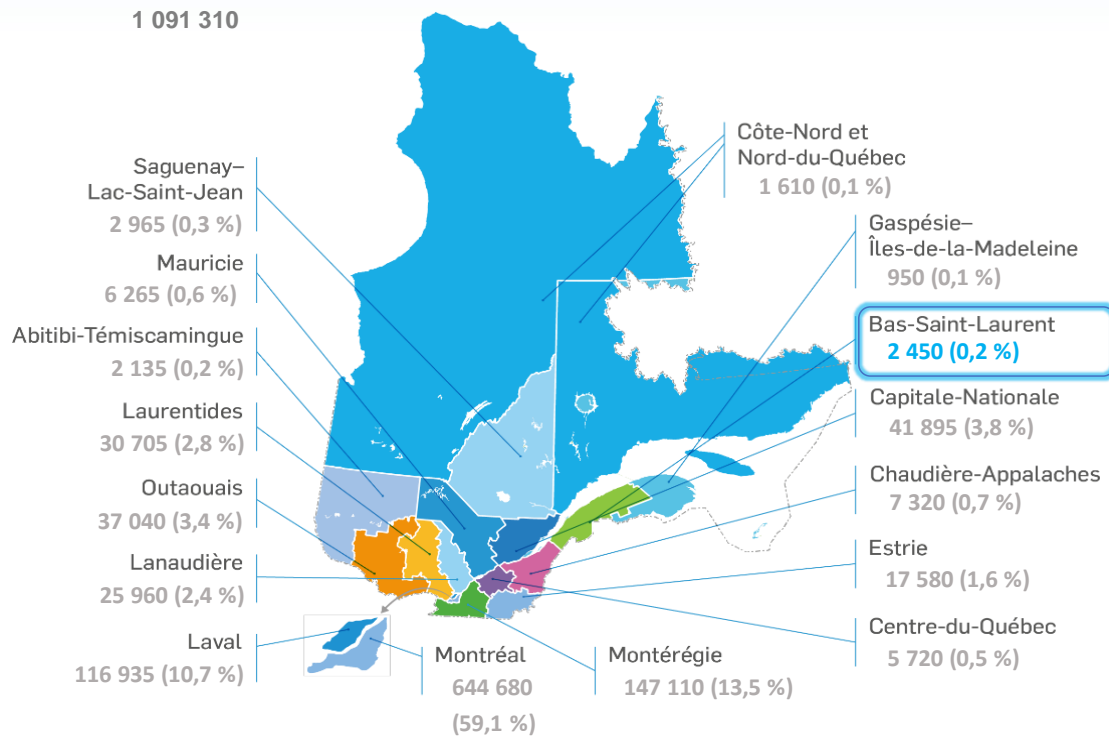 1 091 310
Saguenay–
Lac-Saint-Jean
2 965 (0,3 %)
Mauricie
6 265 (0,6 %)
Abitibi-Témiscamingue
2 135 (0,2 %)
Laurentides
30 705 (2,8 %)
Outaouais
37 040 (3,4 %)
Lanaudière
25 960 (2,4 %)
Laval
116 935 (10,7 %)
Montréal
644 680
(59,1 %)
Montérégie
147 110 (13,5 %)
Côte-Nord et
Nord-du-Québec
1 610 (0,1 %)
Gaspésie–
Îles-de-la-Madeleine
950 (0,1 %)
Bas-Saint-Laurent
2 450 (0,2 %)
Capitale-Nationale
41 895 (3,8 %)
Chaudière-Appalaches
7 320 (0,7 %)
Estrie
17 580 (1,6 %)
Centre-du-Québec
5 720 (0,5 %)